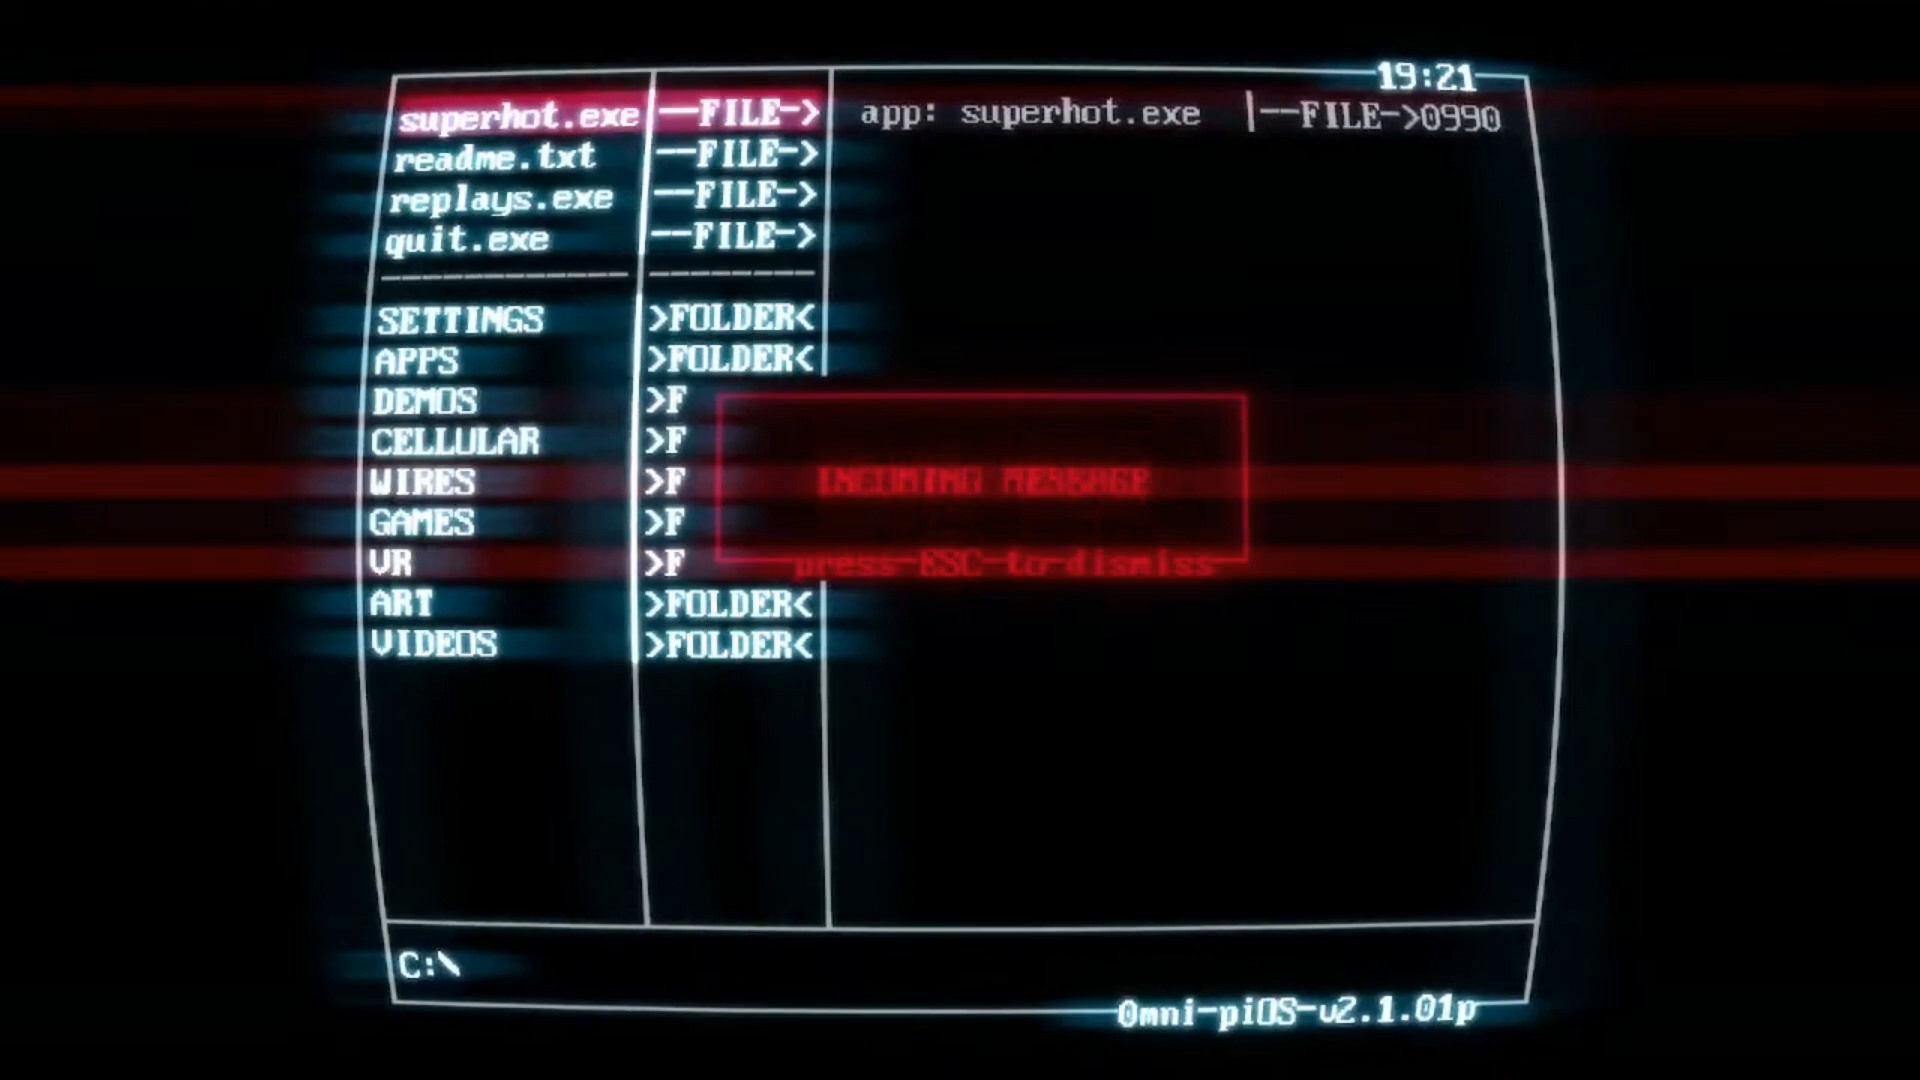 19:21
superhot.exe --FILE-> app: superhot.exe |--FILE->0990
readme.txt --FILE->
replays.exe --FILE->
quit.exe --FILE->
SETTINGS >FOLDER<
APPS >FOLDER<
DEMOS >F
CELLULAR >F
WIRES >F INCOMING MESSAGE
GAMES >F
VR >F press-ESC-to-dismiss
ART >FOLDER<
VIDEOS >FOLDER<
C:\
0mni-piOS-v2.1.01p